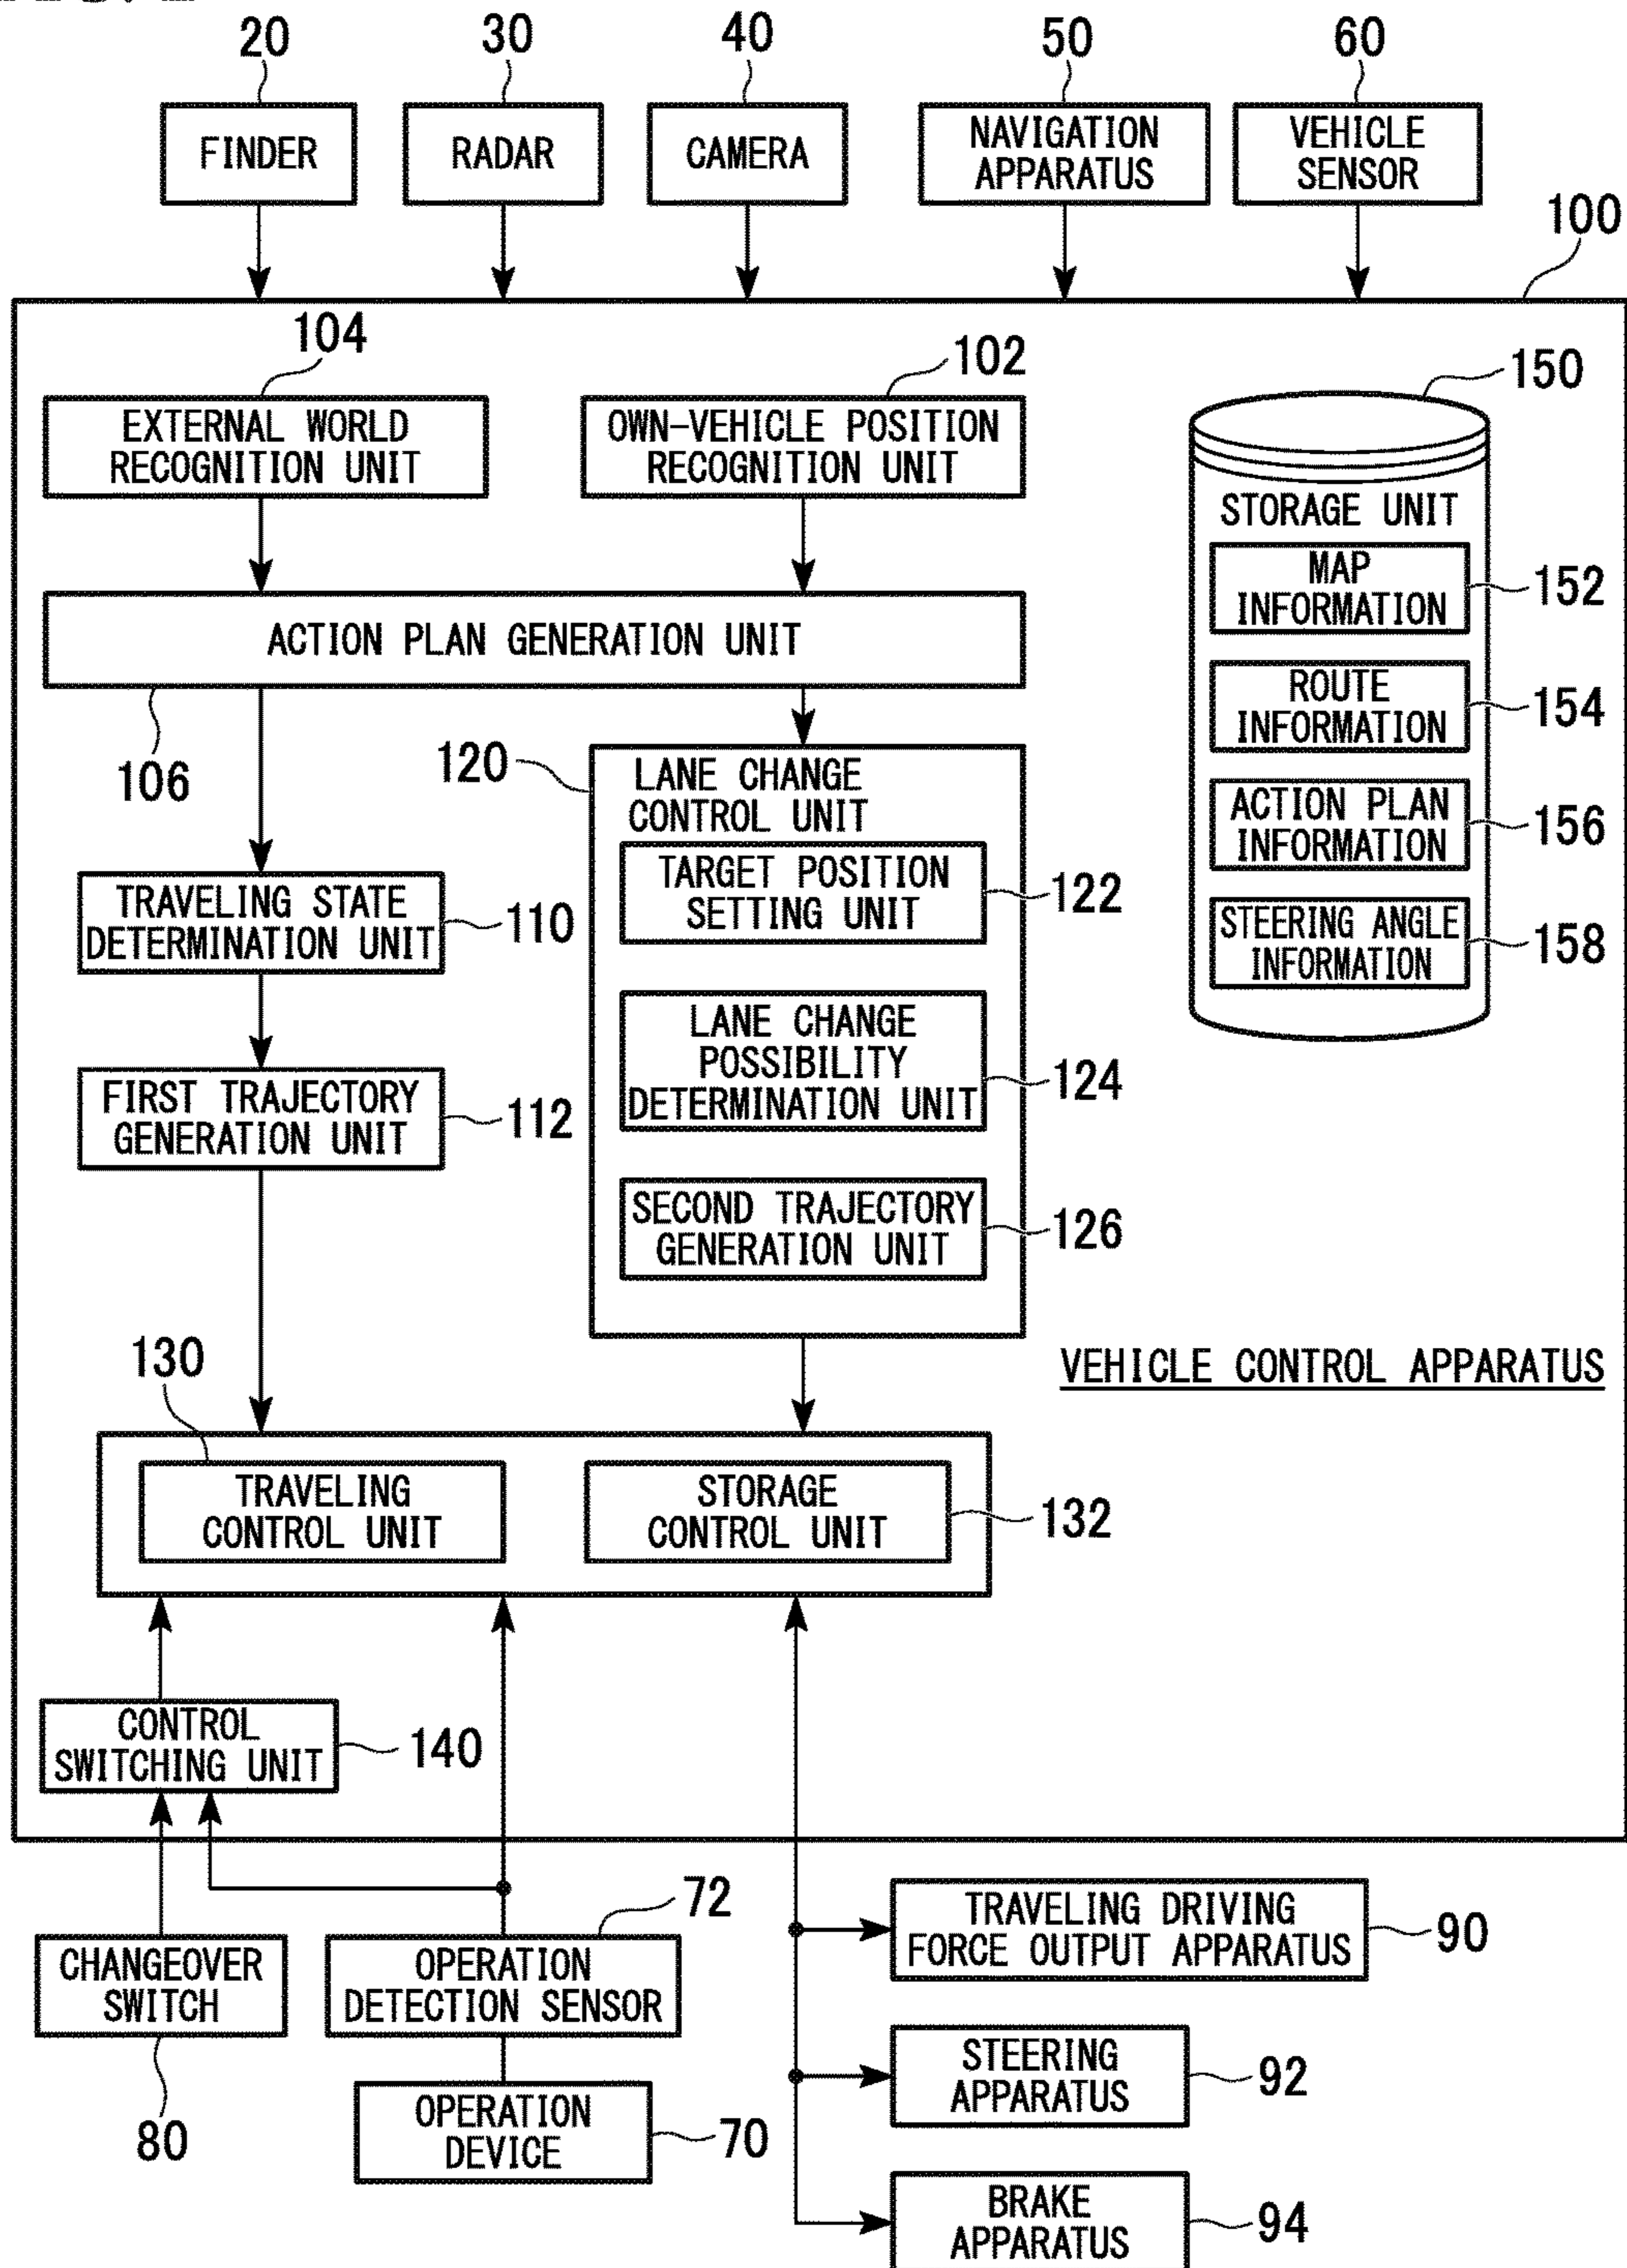 20
30
40
50
60
FINDER
RADAR
CAMERA
NAVIGATION
APPARATUS
VEHICLE
SENSOR
100
104
102
150
EXTERNAL WORLD
RECOGNITION UNIT
OWN-VEHICLE POSITION
RECOGNITION UNIT
STORAGE UNIT
MAP
INFORMATION
152
ACTION PLAN GENERATION UNIT
ROUTE
INFORMATION
154
106
120
LANE CHANGE
CONTROL UNIT
ACTION PLAN
INFORMATION
156
TARGET POSITION
SETTING UNIT
122
TRAVELING STATE
DETERMINATION UNIT
110
STEERING ANGLE
INFORMATION
158
LANE CHANGE
POSSIBILITY
DETERMINATION UNIT
124
FIRST TRAJECTORY
GENERATION UNIT
112
SECOND TRAJECTORY
GENERATION UNIT
126
VEHICLE CONTROL APPARATUS
130
TRAVELING
CONTROL UNIT
STORAGE
CONTROL UNIT
132
CONTROL
SWITCHING UNIT
140
72
TRAVELING DRIVING
FORCE OUTPUT APPARATUS
90
CHANGEOVER
SWITCH
OPERATION
DETECTION SENSOR
80
STEERING
APPARATUS
92
OPERATION
DEVICE
70
BRAKE
APPARATUS
94